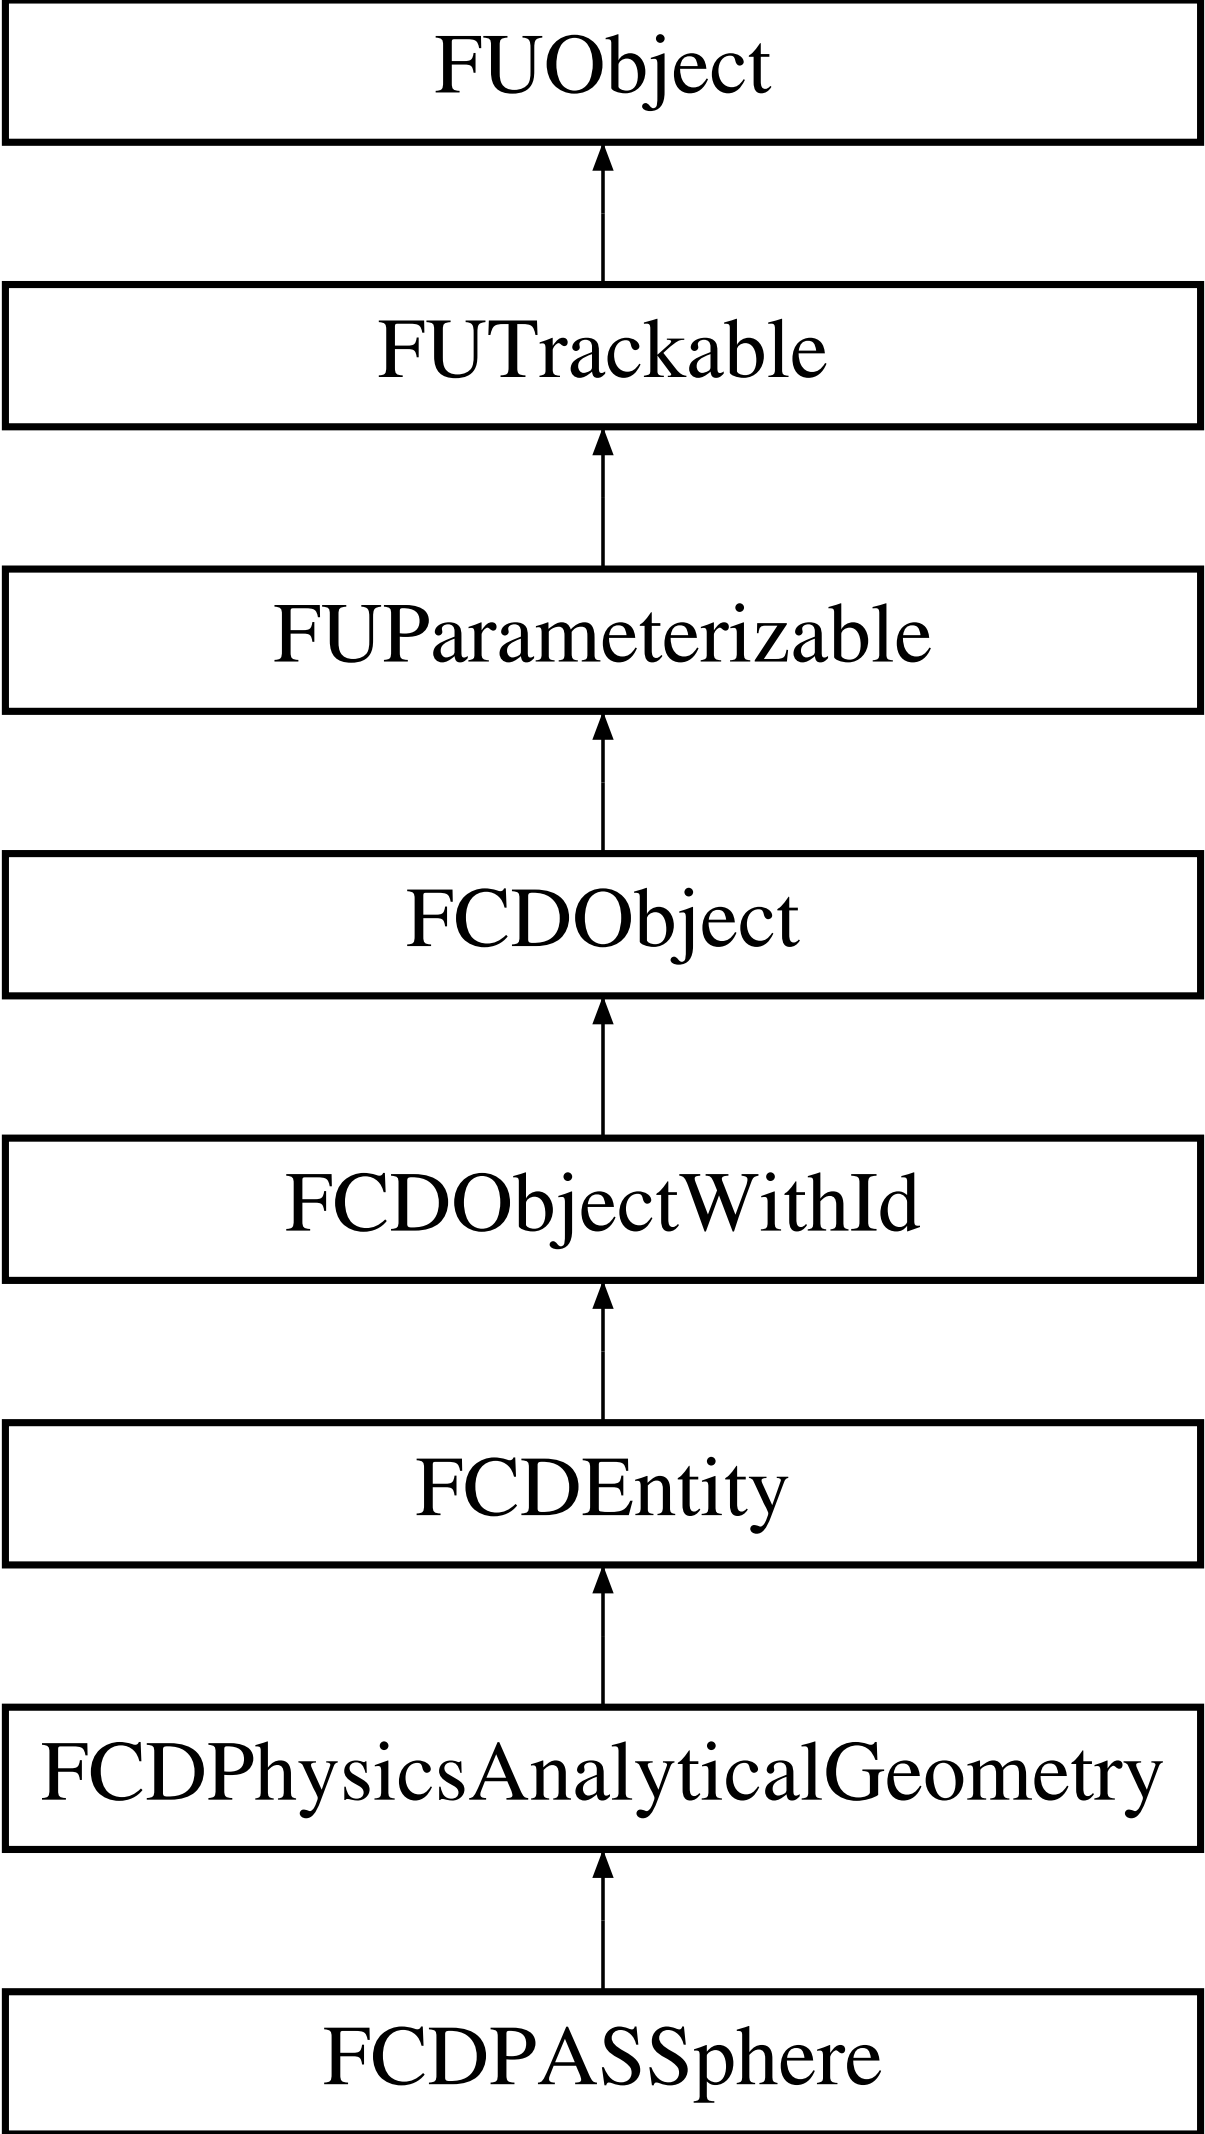 FUObject
FUTrackable
FUParameterizable
FCDObject
FCDObjectWithId
FCDEntity
FCDPhysicsAnalyticalGeometry
FCDPASSphere